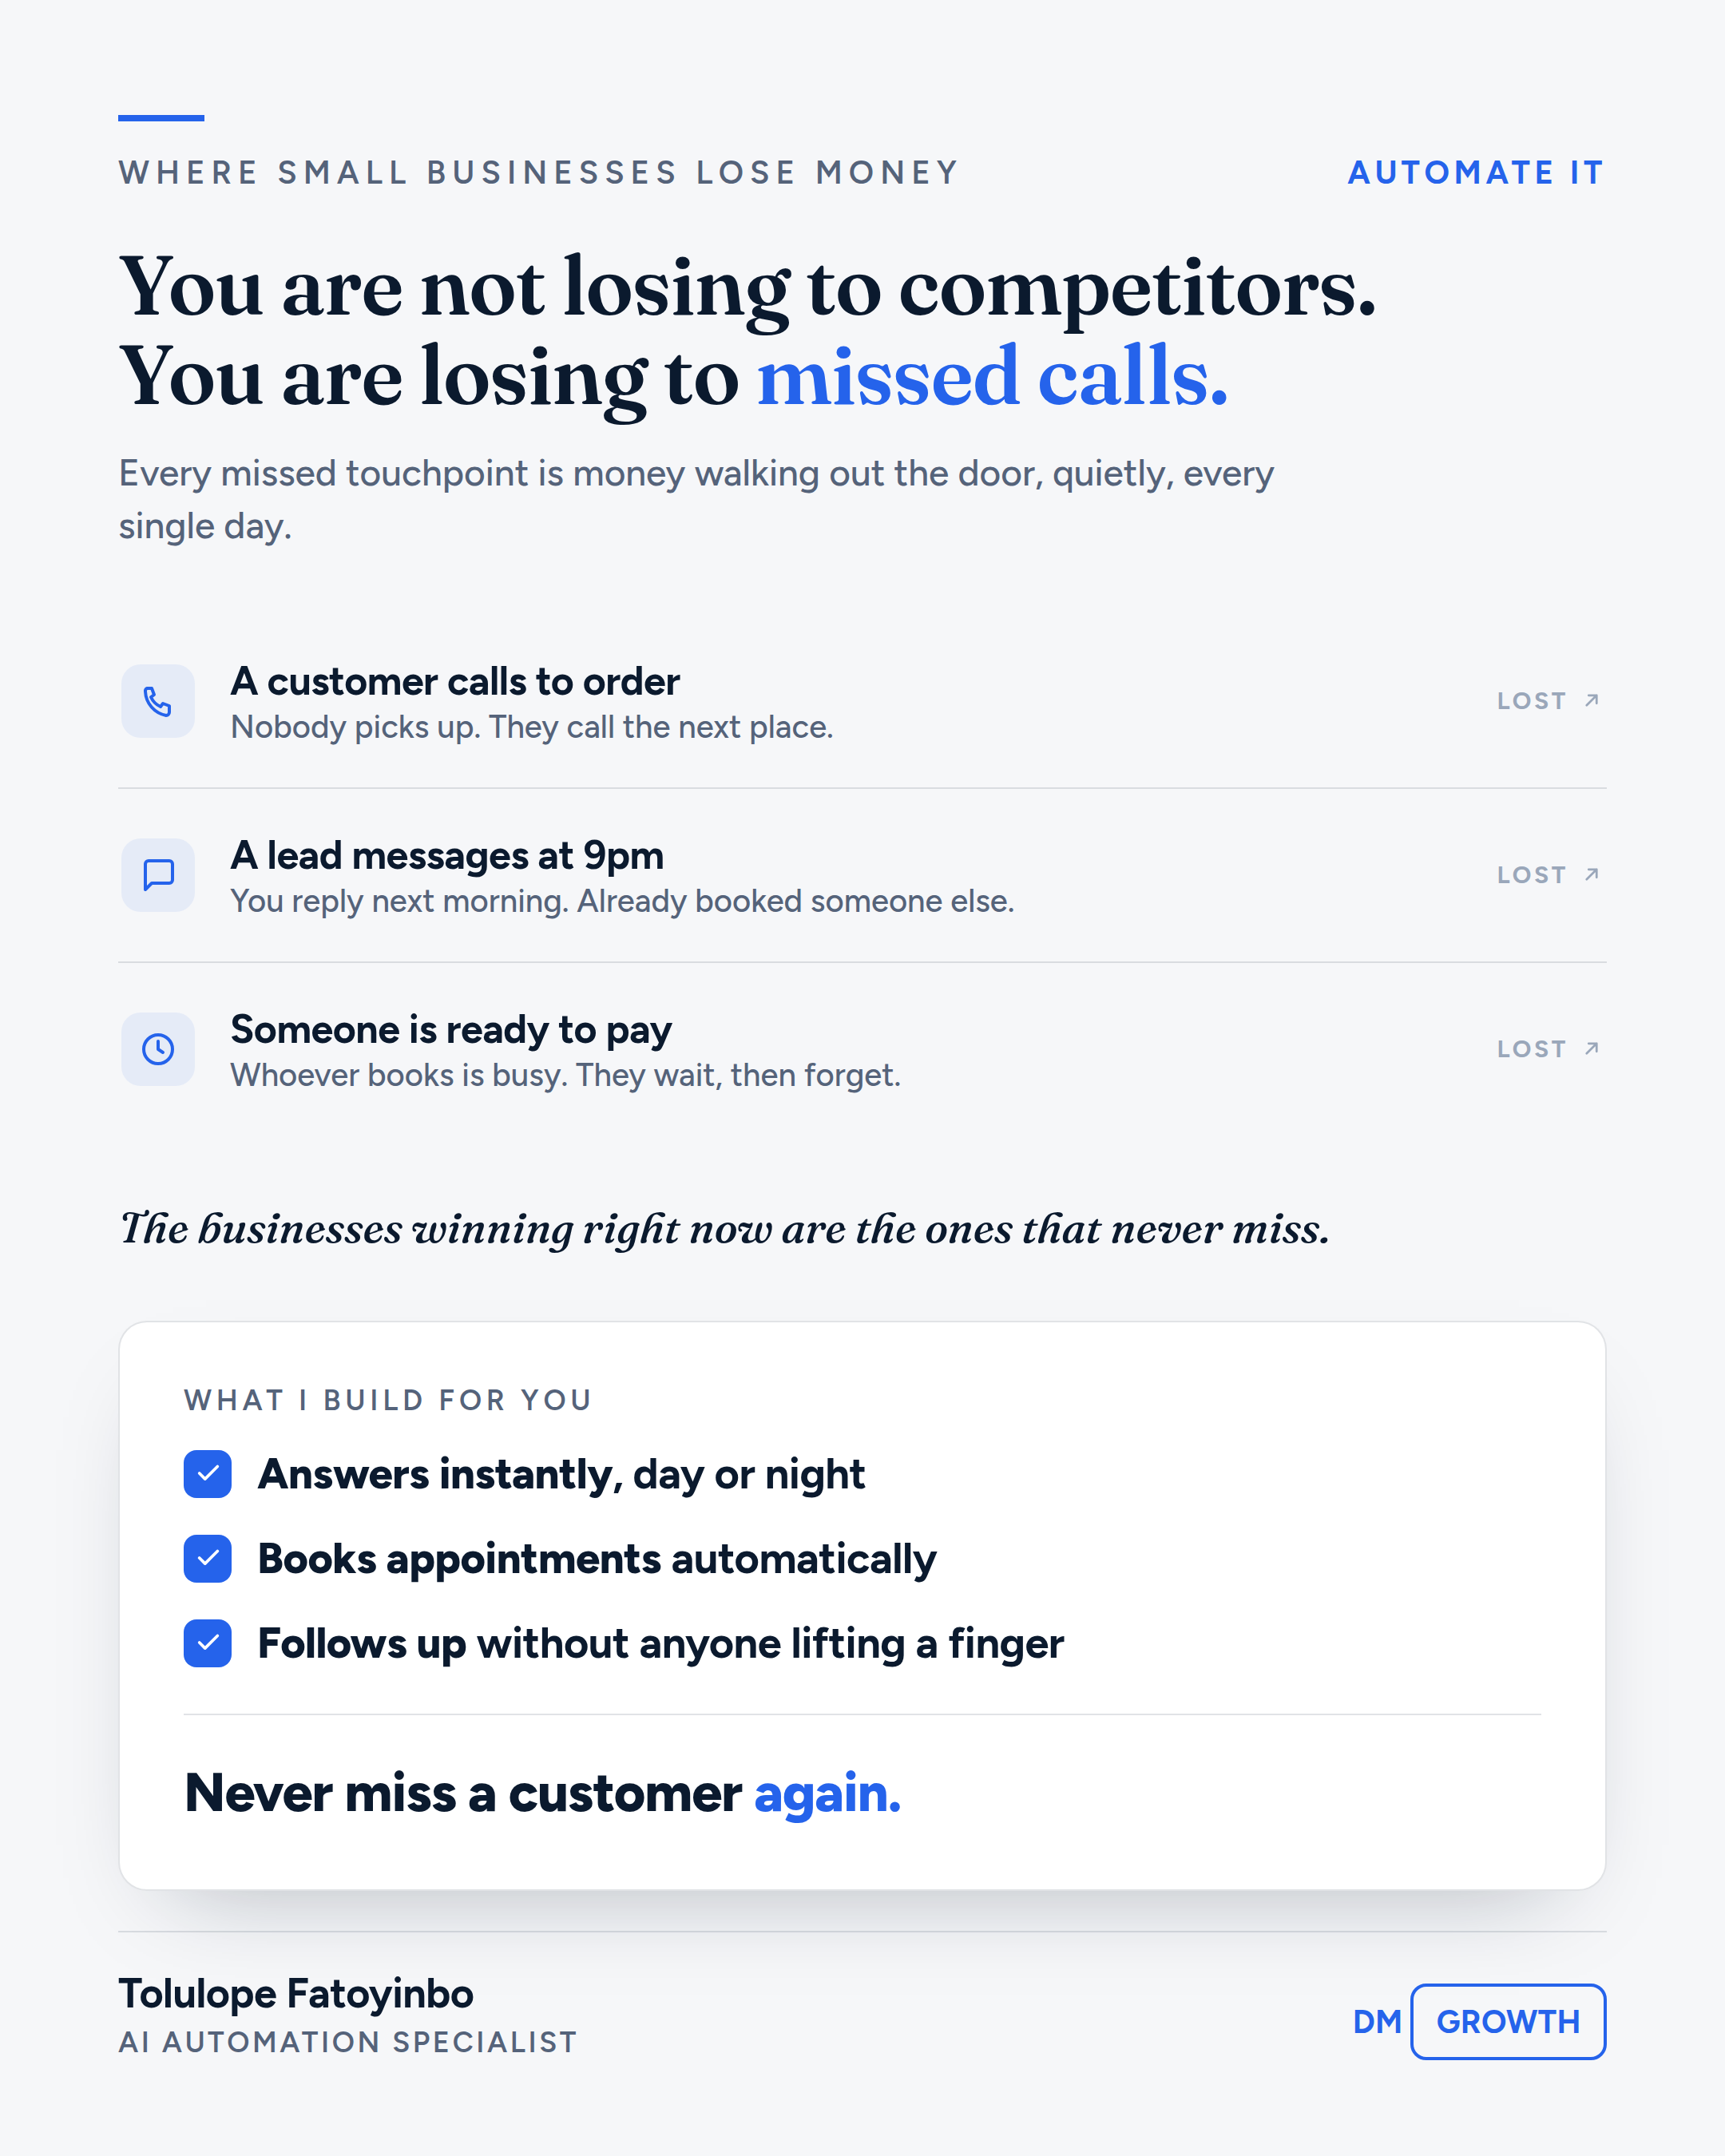 WHERE SMALL BUSINESSES LOSE MONEY
AUTOMATE IT
You are not losing to competitors.
You are losing to missed calls.
Every missed touchpoint is money walking out the door, quietly, every
single day.
A customer calls to order
Nobody picks up. They call the next place.
LOST ↗
A lead messages at 9pm
You reply next morning. Already booked someone else.
LOST ↗
Someone is ready to pay
Whoever books is busy. They wait, then forget.
LOST ↗
The businesses winning right now are the ones that never miss.
WHAT I BUILD FOR YOU
Answers instantly, day or night
Books appointments automatically
Follows up without anyone lifting a finger
Never miss a customer again.
Tolulope Fatoyinbo
AI AUTOMATION SPECIALIST
DM GROWTH